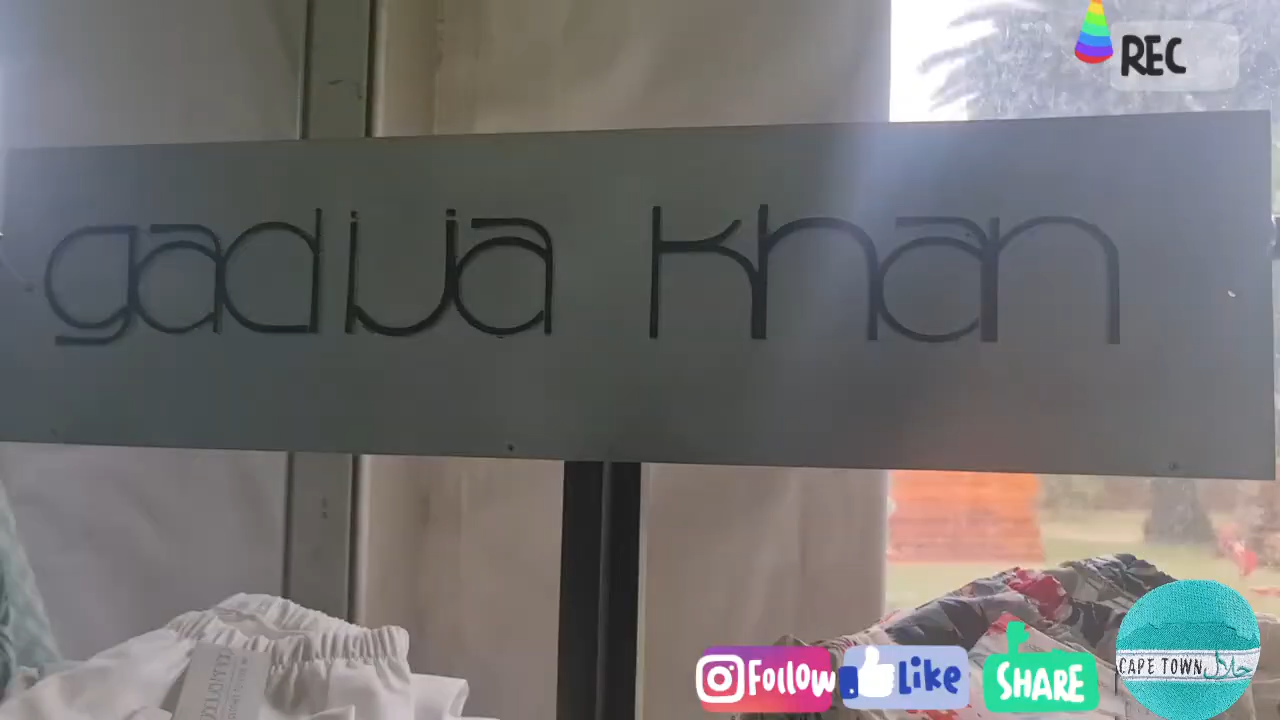 REC
gadija khan
Follow
Like
SHARE
CAPE TOWN حلال